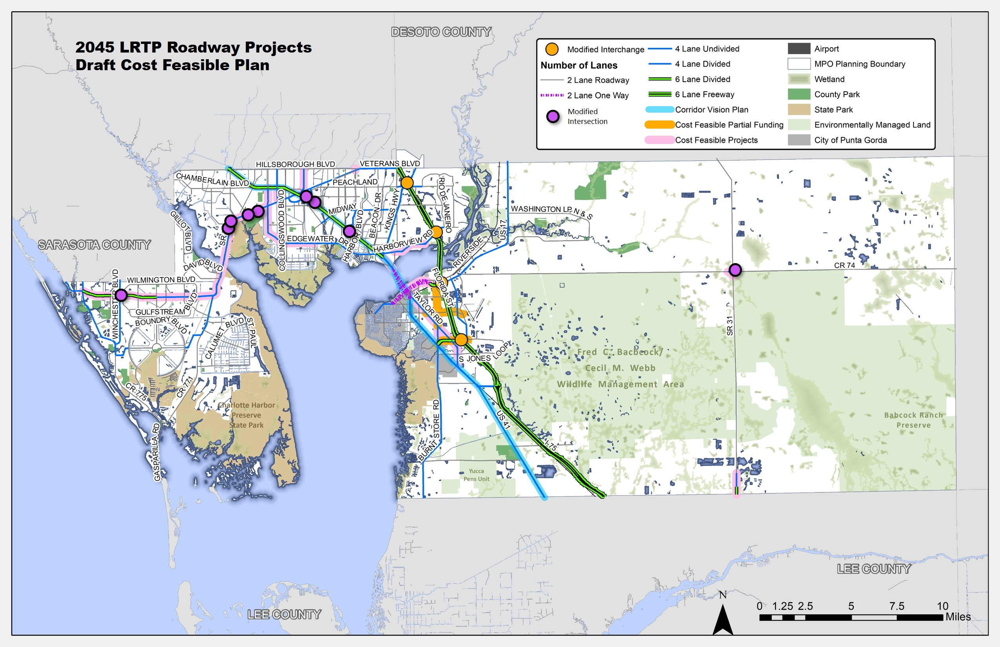 DESOTO COUNTY
2045 LRTP Roadway Projects
Draft Cost Feasible Plan
Modified Interchange
Number of Lanes
2 Lane Roadway
2 Lane One Way
Modified
Intersection
4 Lane Undivided
4 Lane Divided
6 Lane Divided
6 Lane Freeway
Corridor Vision Plan
Cost Feasible Partial Funding
Cost Feasible Projects
Airport
MPO Planning Boundary
Wetland
County Park
State Park
Environmentally Managed Land
City of Punta Gorda
HILLSBOROUGH BLVD
VETERANS BLVD
CHAMBERLAIN BLVD
PEACHLAND
RIO DE JANEIRO
KINGS HWY
BEACON DR
MIDWAY
COLLINGSWOOD BLVD
GILLOT BLVD
WASHINGTON LP N & S
US 17
SARASOTA COUNTY
SR
EDGEWATER
DR
HARBOR BLVD
HARBORVIEW RD
RIVERSIDE
DAVID BLVD
CR 74
WILMINGTON BLVD
WINCHESTER BLVD
FLORIDA ST
TAYLOR RD
BLVD
GULFSTREAM
BOUNDRY BLVD
CALUMET BLVD
ST PAUL
SR 31
S JONES LOOP
Fred C. Bacbcock/
Cecil M. Webb
Wildlife Management Area
CR 775
CR 771
Charlotte Harbor
Preserve
State Park
BURNT STORE RD
US 41
I-75
Babcock Ranch
Preserve
GASPARILLA RD
Yucca
Pens Unit
LEE COUNTY
LEE COUNTY
N
0 1.25 2.5 5 7.5 10
Miles